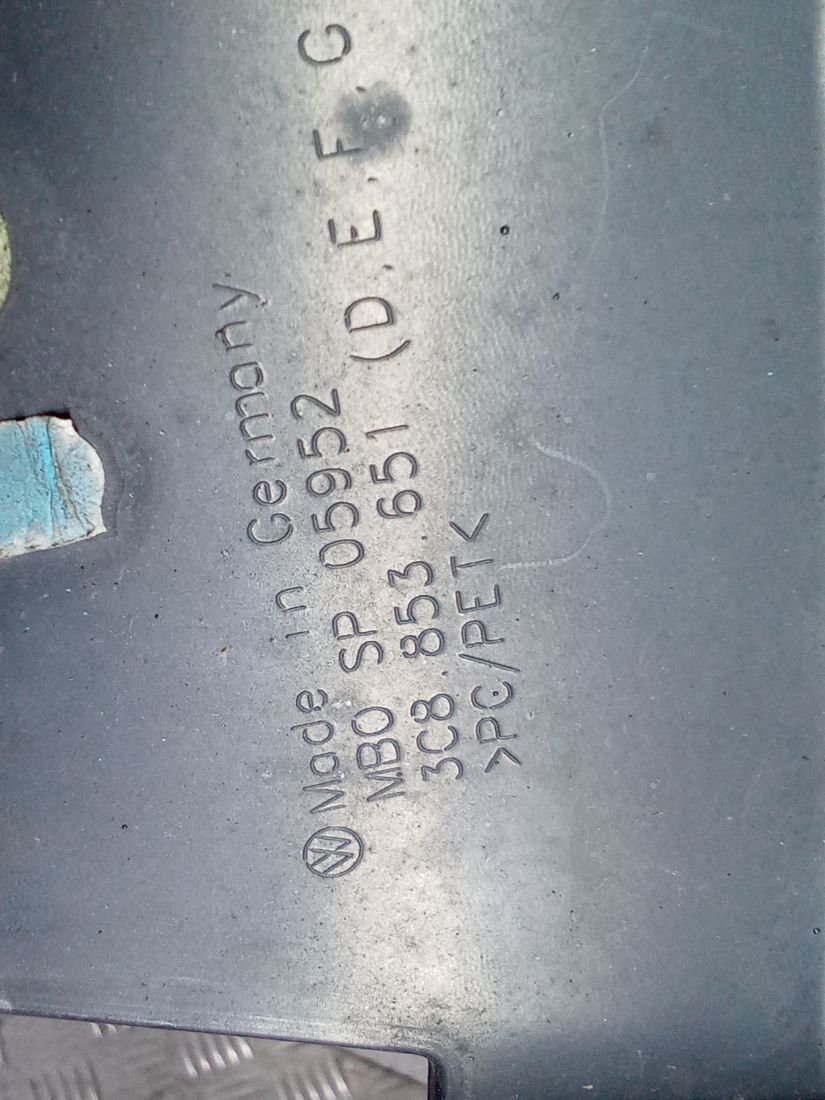 Made in Germany
MBO SP 05952
3C8 853 651 (D,E,F,G
>PC/PET<